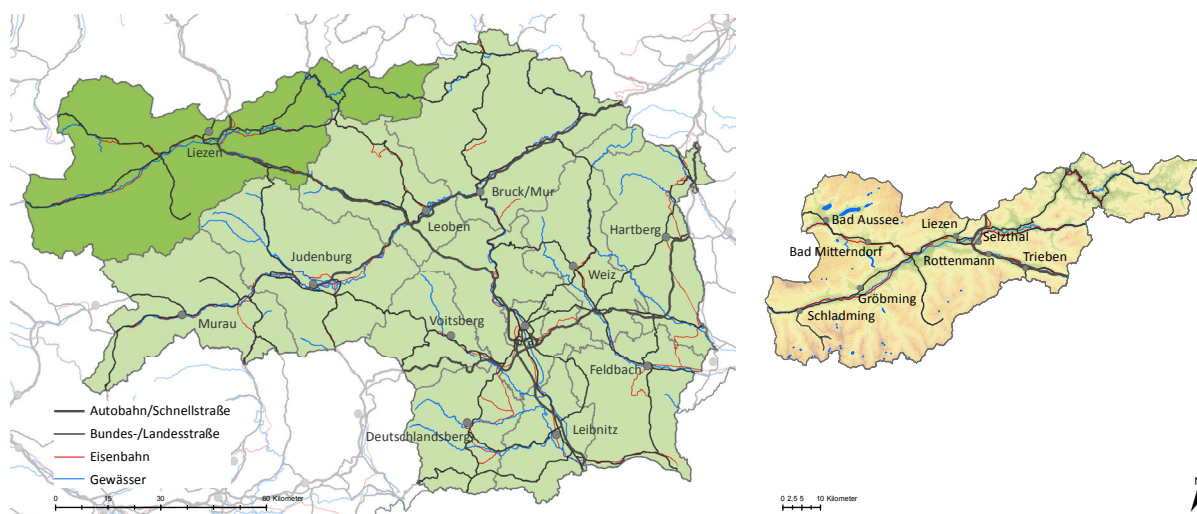 Liezen
Bruck/Mur
Leoben
Hartberg
Judenburg
Weiz
Murau
Voitsberg
Feldbach
Deutschlandsberg
Leibnitz
Autobahn/Schnellstraße
Bundes-/Landesstraße
Eisenbahn
Gewässer
0 15 30 60 Kilometer
Bad Aussee
Liezen
Selzthal
Bad Mitterndorf
Rottenmann
Trieben
Gröbming
Schladming
0 2,5 5 10 Kilometer